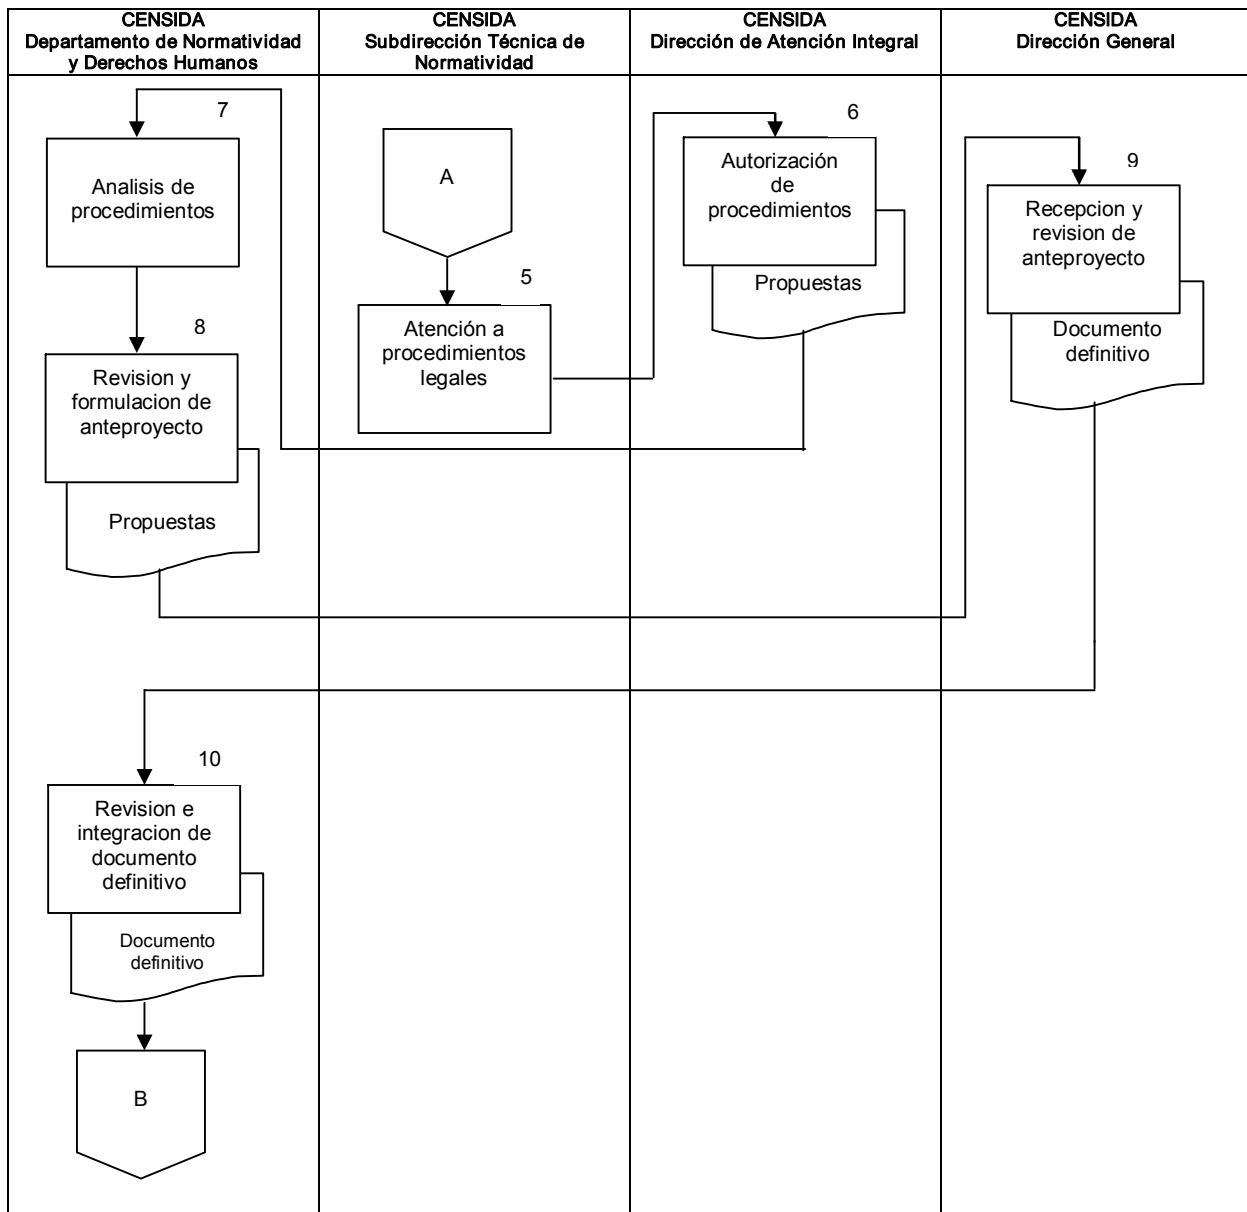 CENSIDA
Departamento de Normatividad
y Derechos Humanos
CENSIDA
Subdirección Técnica de
Normatividad
CENSIDA
Dirección de Atención Integral
CENSIDA
Dirección General
7
Analisis de
procedimientos
8
Revision y
formulacion de
anteproyecto
Propuestas
10
Revision e
integracion de
documento
definitivo
Documento
definitivo
B
A
5
Atención a
procedimientos
legales
6
Autorización
de
procedimientos
Propuestas
9
Recepcion y
revision de
anteproyecto
Documento
definitivo